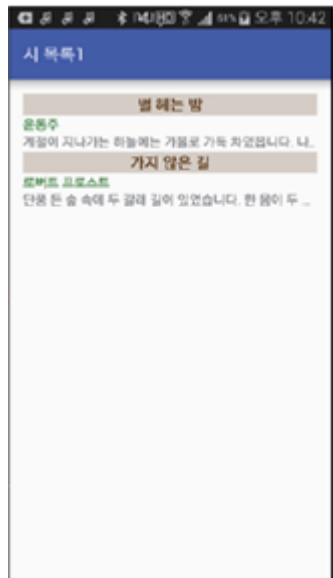 61% 오후 10:42
시 목록1
별 헤는 밤
윤동주
계절이 지나가는 하늘에는 가을로 가득 차있읍니다. 나..
가지 않은 길
로버트 프로스트
단풍 든 숲 속에 두 갈래 길이 있었습니다. 한 몸이 두 ...